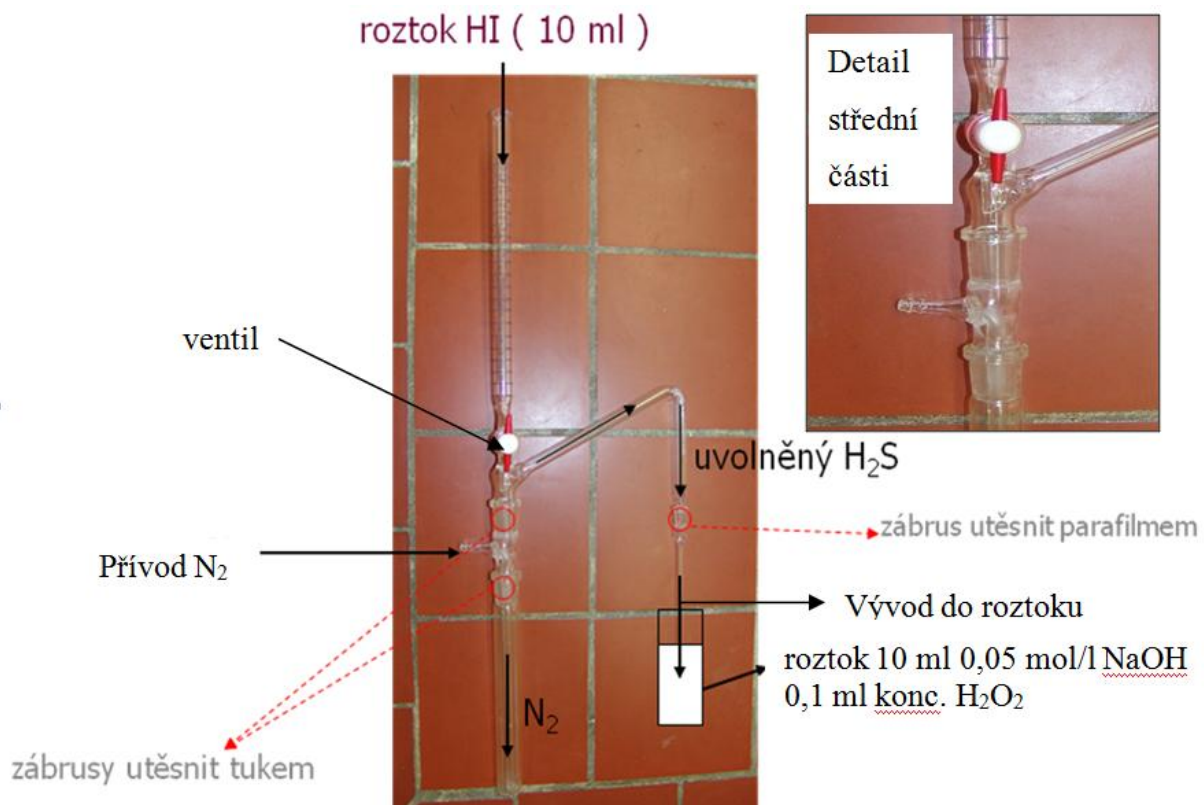 roztok HI ( 10 ml )
Detail
střední
části
ventil
uvolněný H₂S
zábrus utěsnit parafilmem
Přívod N₂
Vývod do roztoku
roztok 10 ml 0,05 mol/l NaOH
0,1 ml konc. H₂O₂
N₂
zábrusy utěsnit tukem